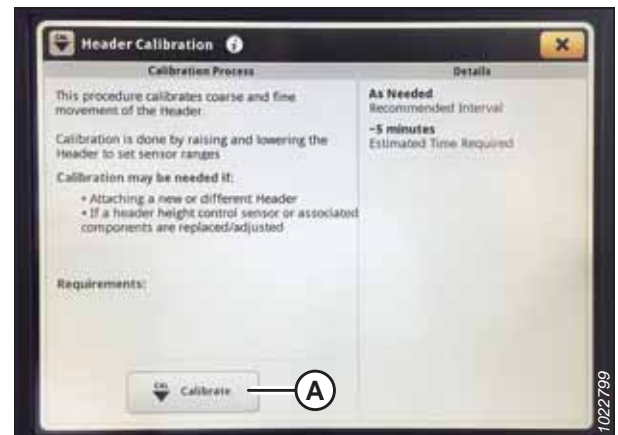 CAL
Header Calibration i
Calibration Process
Details
This procedure calibrates coarse and fine
movement of the Header.
Calibration is done by raising and lowering the
Header to set sensor ranges
Calibration may be needed if:
• Attaching a new or different Header
• If a header height control sensor or associated
components are replaced/adjusted
Requirements:
As Needed
Recommended Interval
~5 minutes
Estimated Time Required
CAL
Calibrate
A
1022799